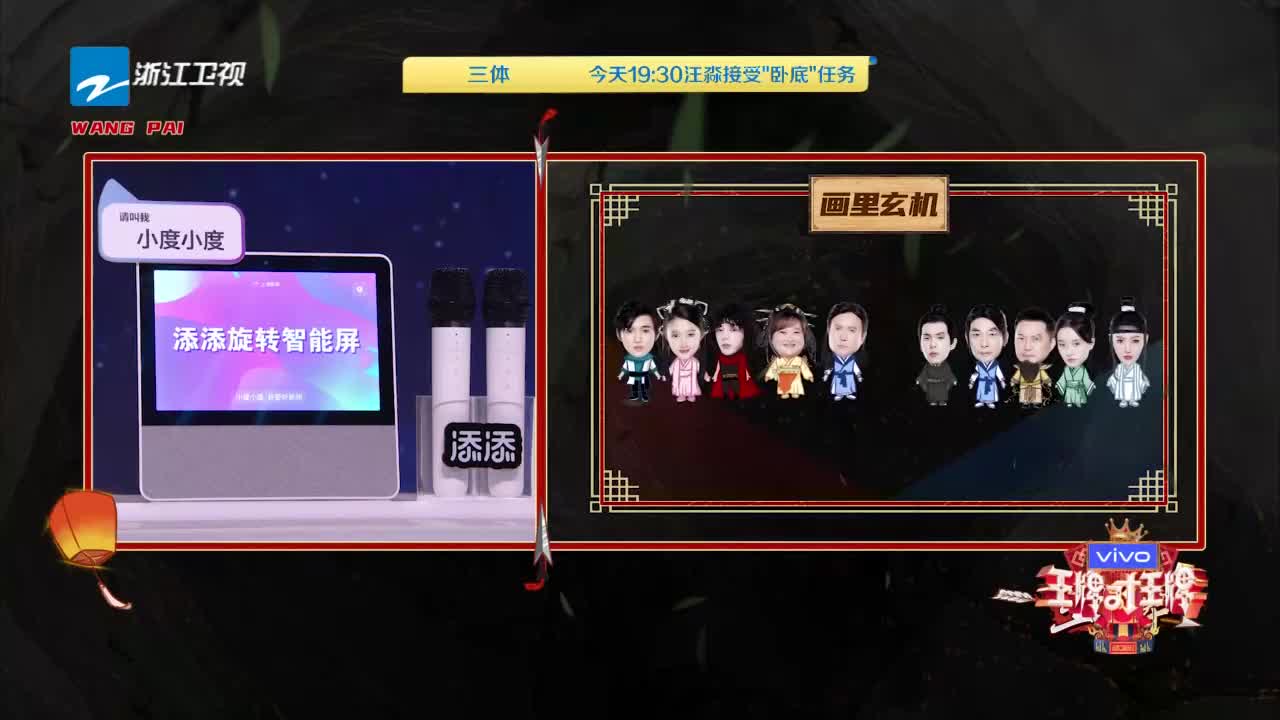 浙江卫视
WANG PAI
三体 今天19:30汪淼接受"卧底"任务
请叫我
小度小度
添添旋转智能屏
添添
画里玄机
vivo
王牌对王牌